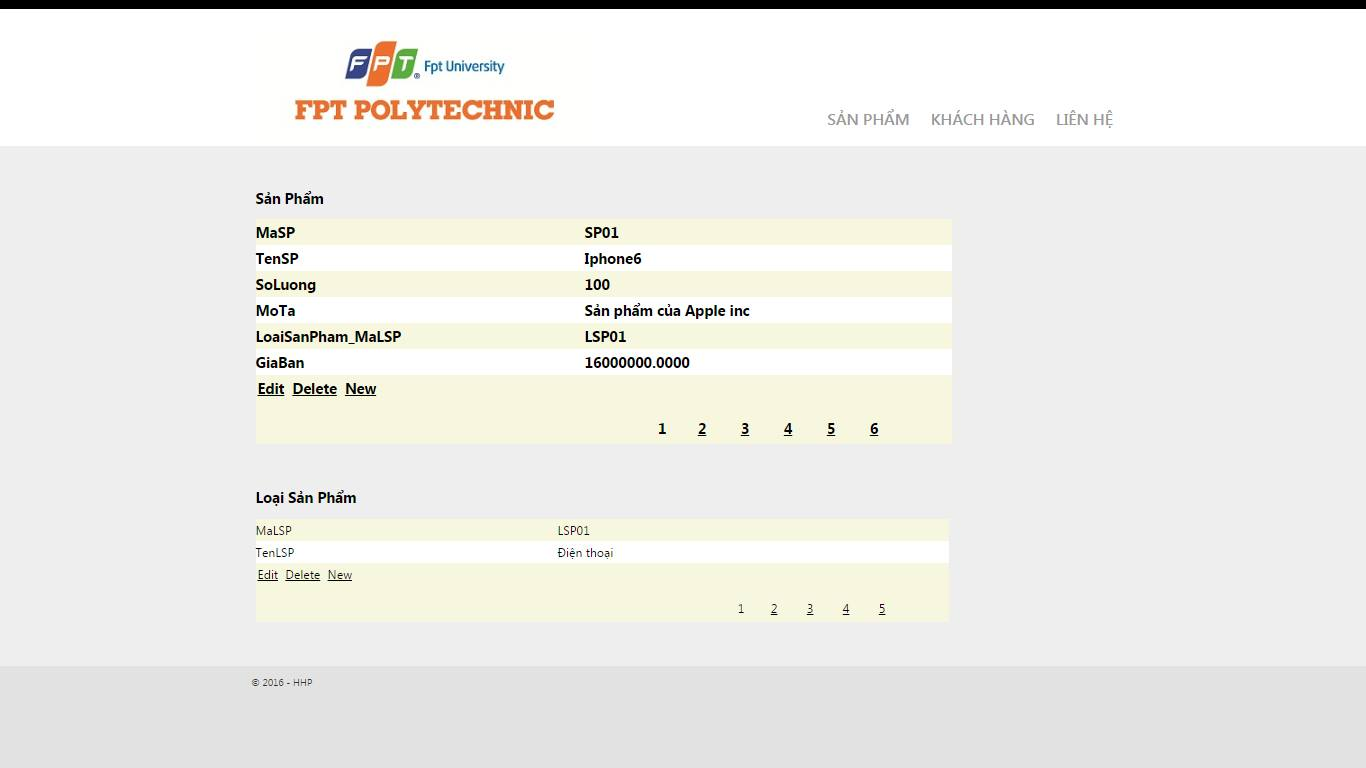 FPT® Fpt University
FPT POLYTECHNIC
SẢN PHẨM KHÁCH HÀNG LIÊN HỆ
Sản Phẩm
MaSP SP01
TenSP Iphone6
SoLuong 100
MoTa Sản phẩm của Apple inc
LoaiSanPham_MaLSP LSP01
GiaBan 16000000.0000
Edit Delete New
1 2 3 4 5 6
Loại Sản Phẩm
MaLSP LSP01
TenLSP Điện thoại
Edit Delete New
1 2 3 4 5
© 2016 - HHP